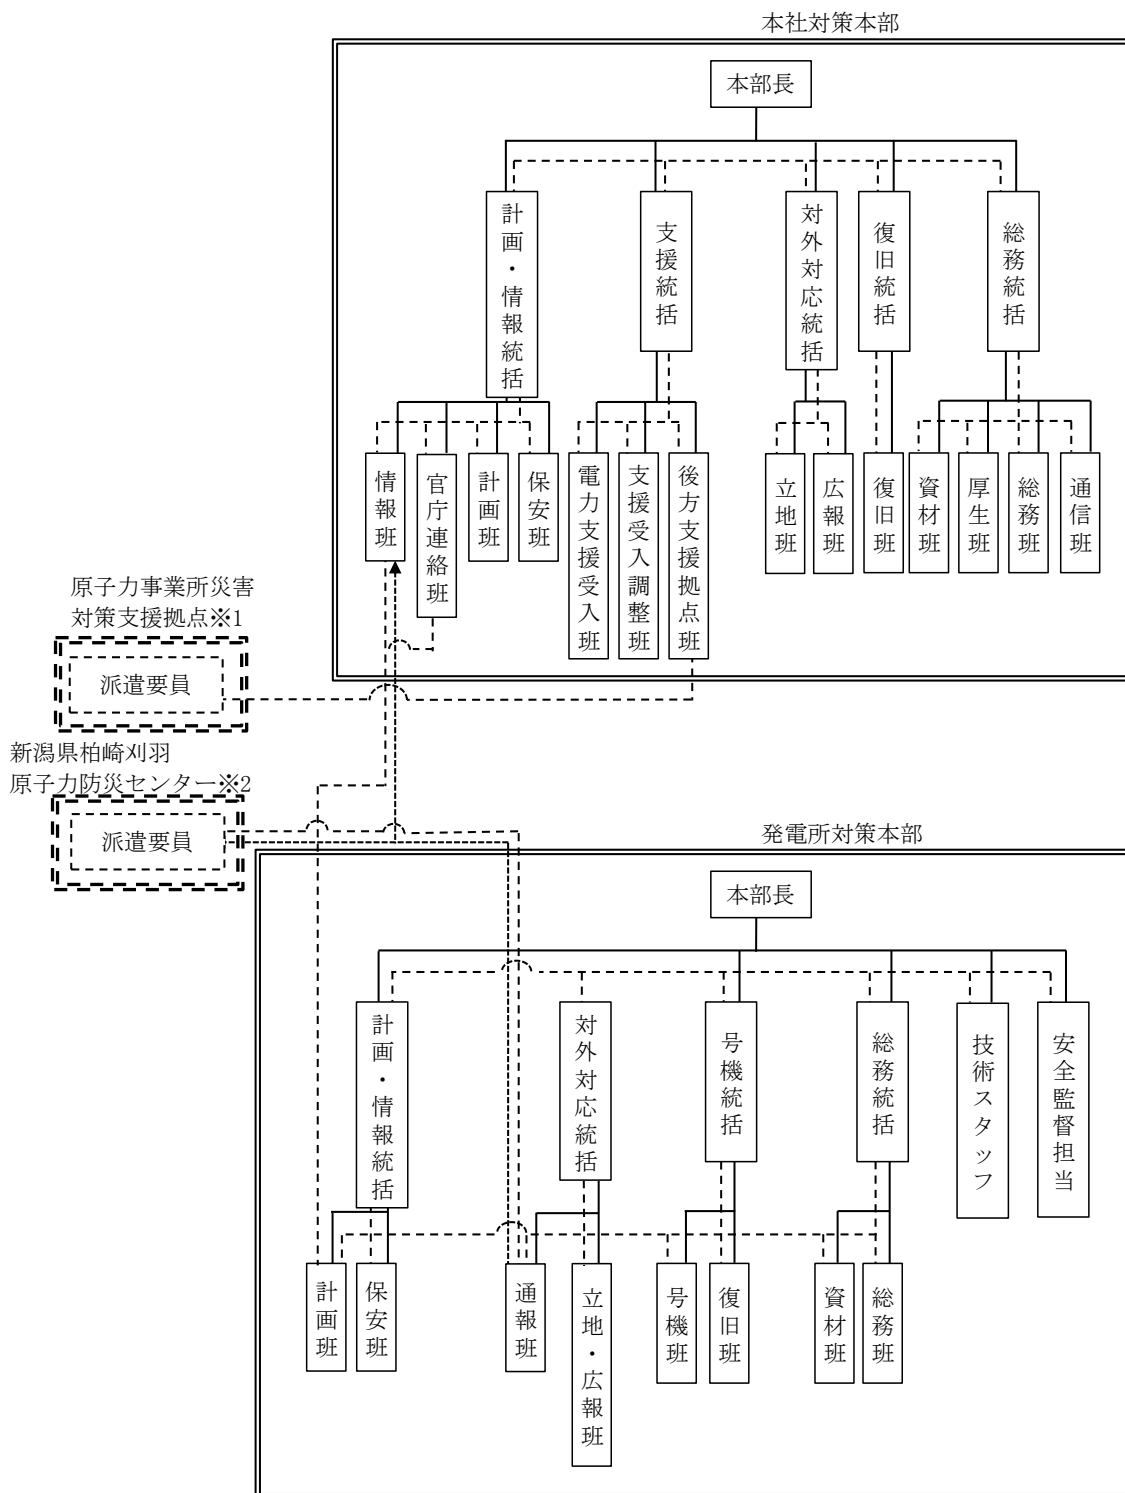 本社対策本部
本部長
計画・情報統括
支援統括
対外対応統括
復旧統括
総務統括
情報班
官庁連絡班
計画班
保安班
電力支援受入班
支援受入調整班
後方支援拠点班
立地班
広報班
復旧班
資材班
厚生班
総務班
通信班
原子力事業所災害
対策支援拠点※1
派遣要員
新潟県柏崎刈羽
原子力防災センター※2
派遣要員
発電所対策本部
本部長
計画・情報統括
対外対応統括
号機統括
総務統括
技術スタッフ
安全監督担当
計画班
保安班
通報班
立地・広報班
号機班
復旧班
資材班
総務班